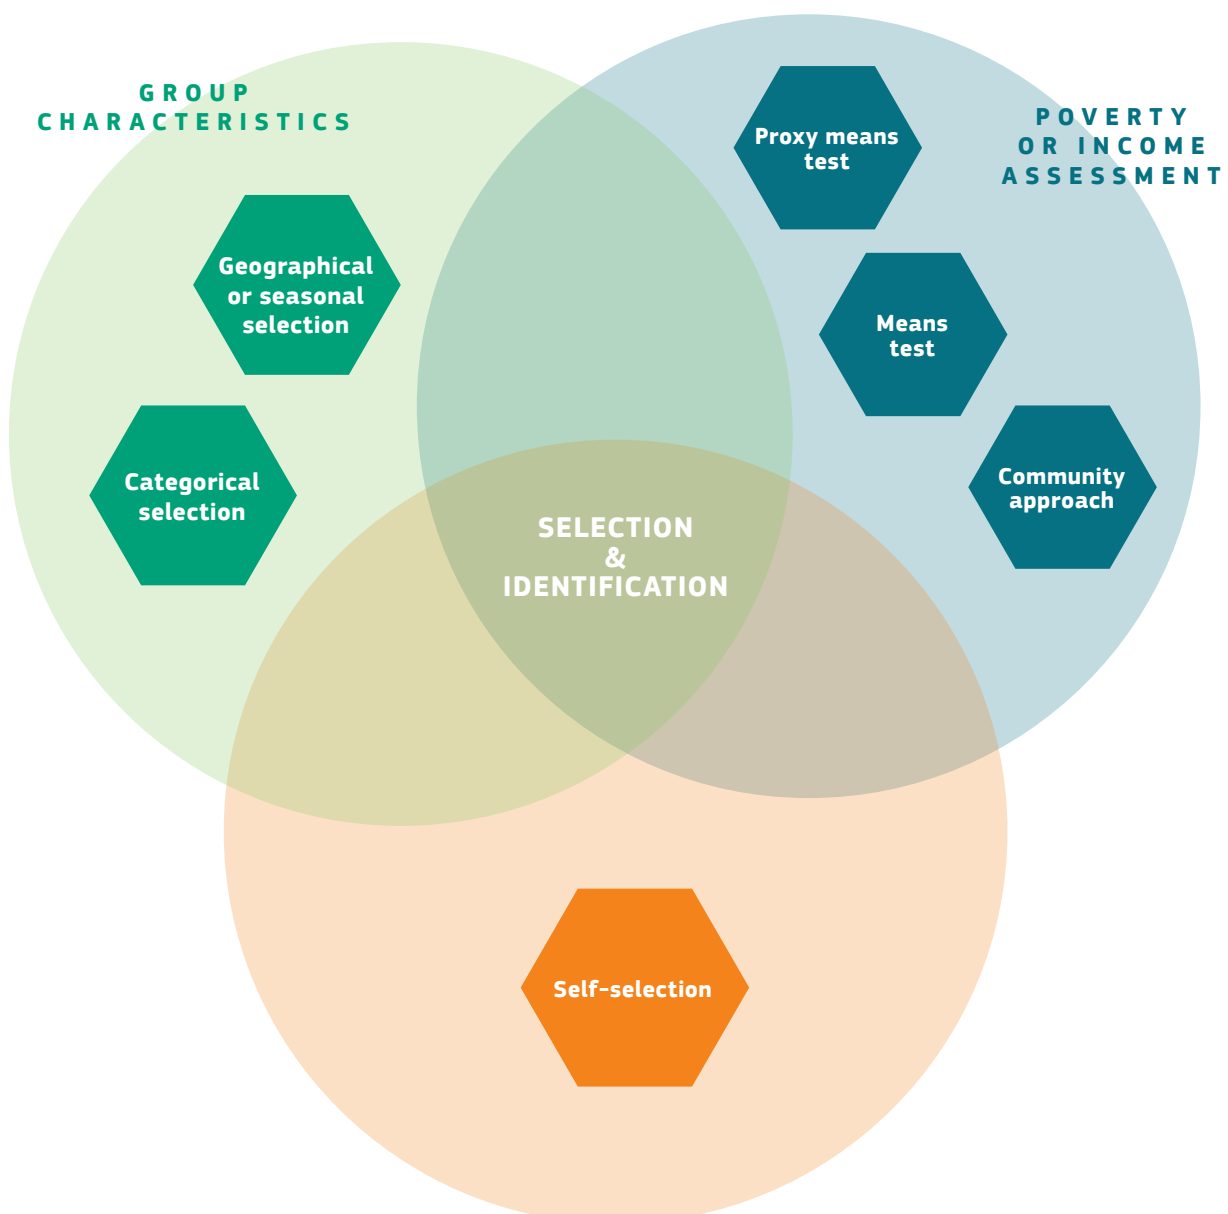 GROUP
CHARACTERISTICS
POVERTY
OR INCOME
ASSESSMENT
Proxy means
test
Geographical
or seasonal
selection
Means
test
Categorical
selection
Community
approach
SELECTION
&
IDENTIFICATION
Self-selection